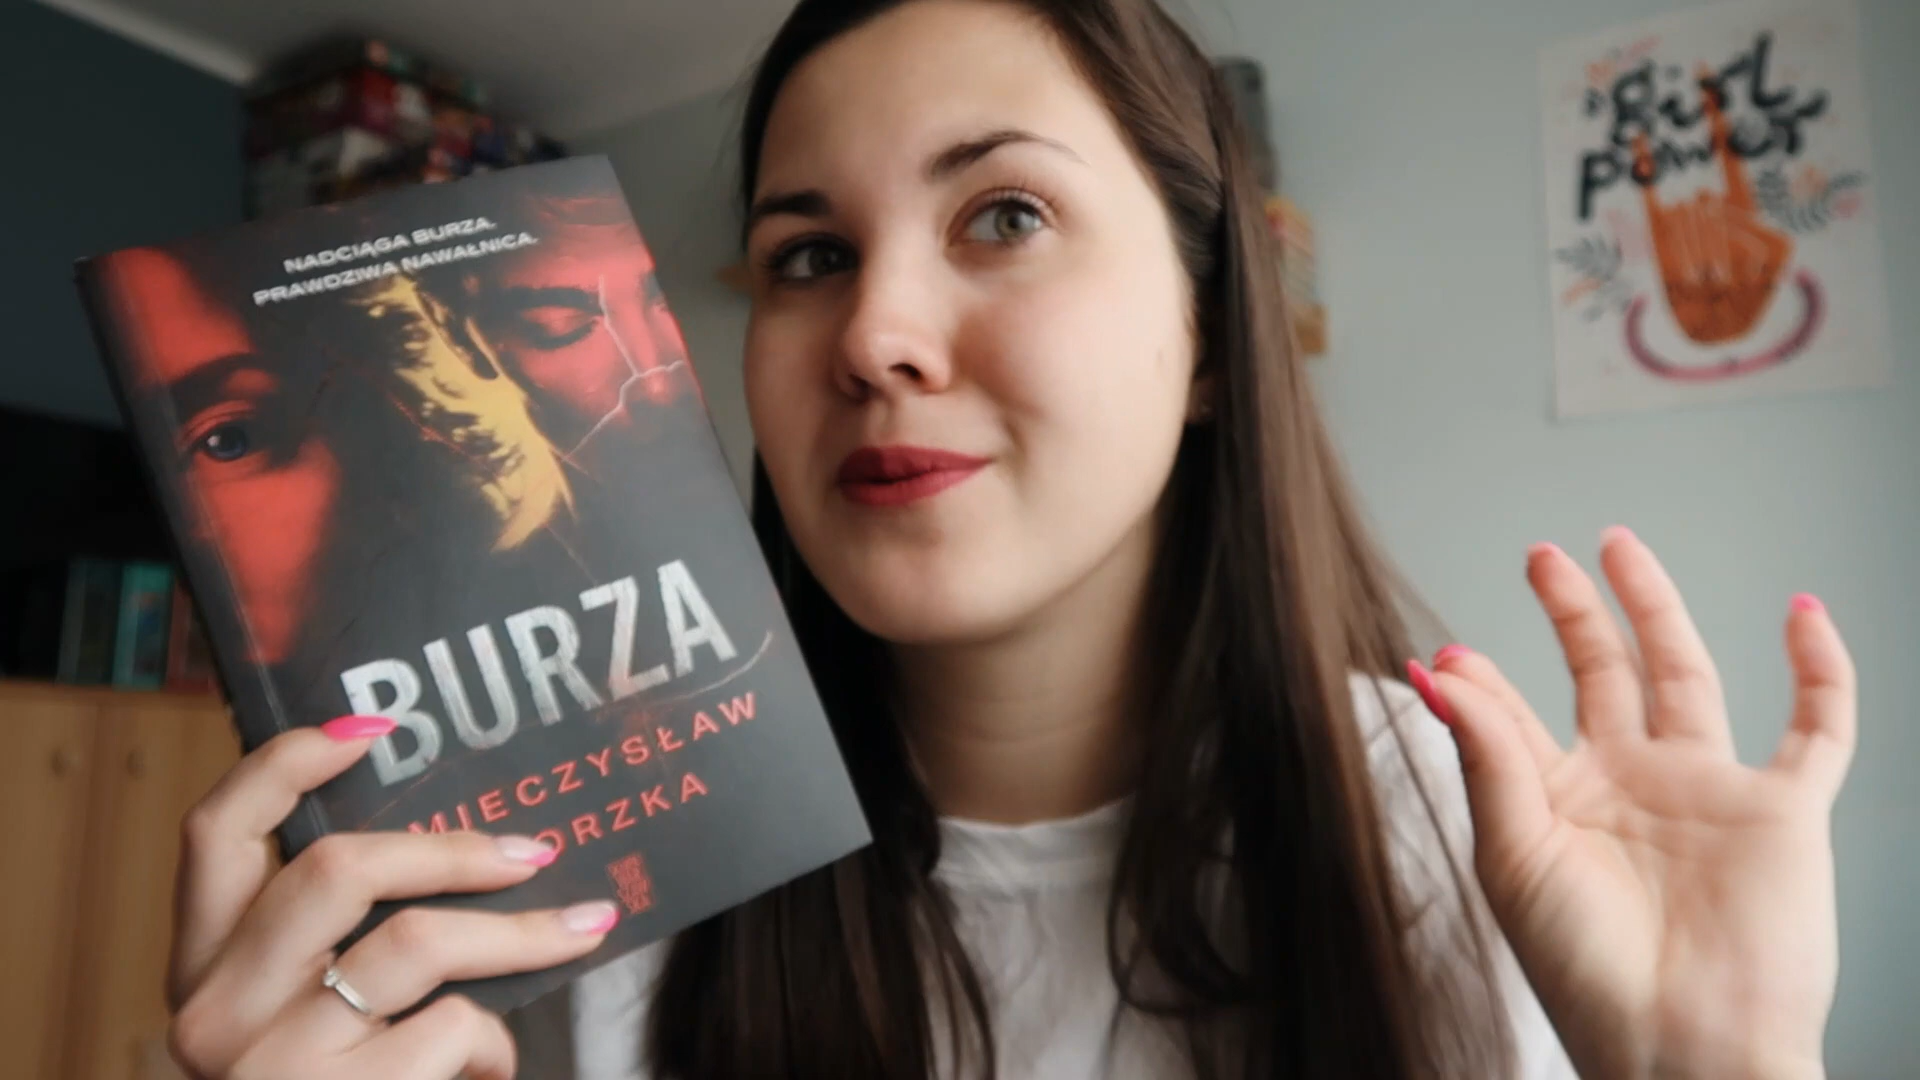 NADCIĄGA BURZA.
PRAWDZIWA NAWAŁNICA.
BURZA
MIECZYSŁAW
ORZKA
girl
power